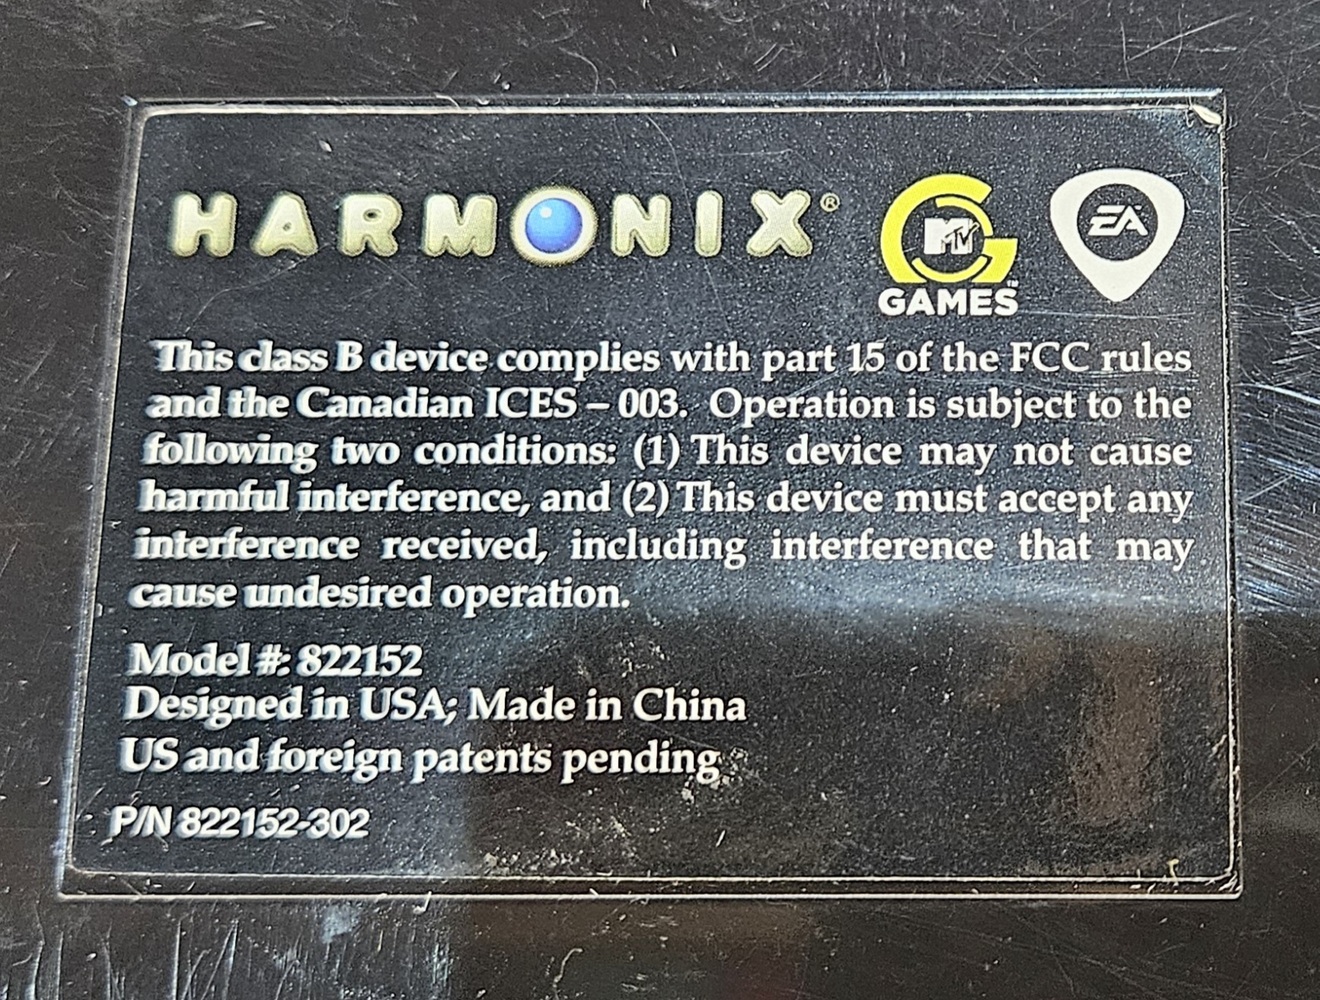 HARMONIX®
MTV
GAMES™
EA
This class B device complies with part 15 of the FCC rules
and the Canadian ICES – 003. Operation is subject to the
following two conditions: (1) This device may not cause
harmful interference, and (2) This device must accept any
interference received, including interference that may
cause undesired operation.
Model #: 822152
Designed in USA; Made in China
US and foreign patents pending
P/N 822152-302